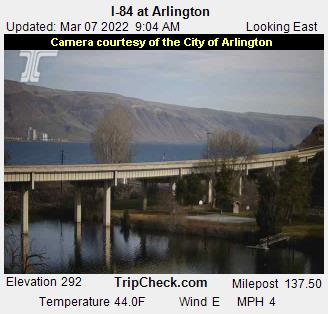 I-84 at Arlington
Updated: Mar 07 2022 9:04 AM Looking East
Camera courtesy of the City of Arlington
Elevation 292 TripCheck.com Milepost 137.50
Temperature 44.0F Wind E MPH 4